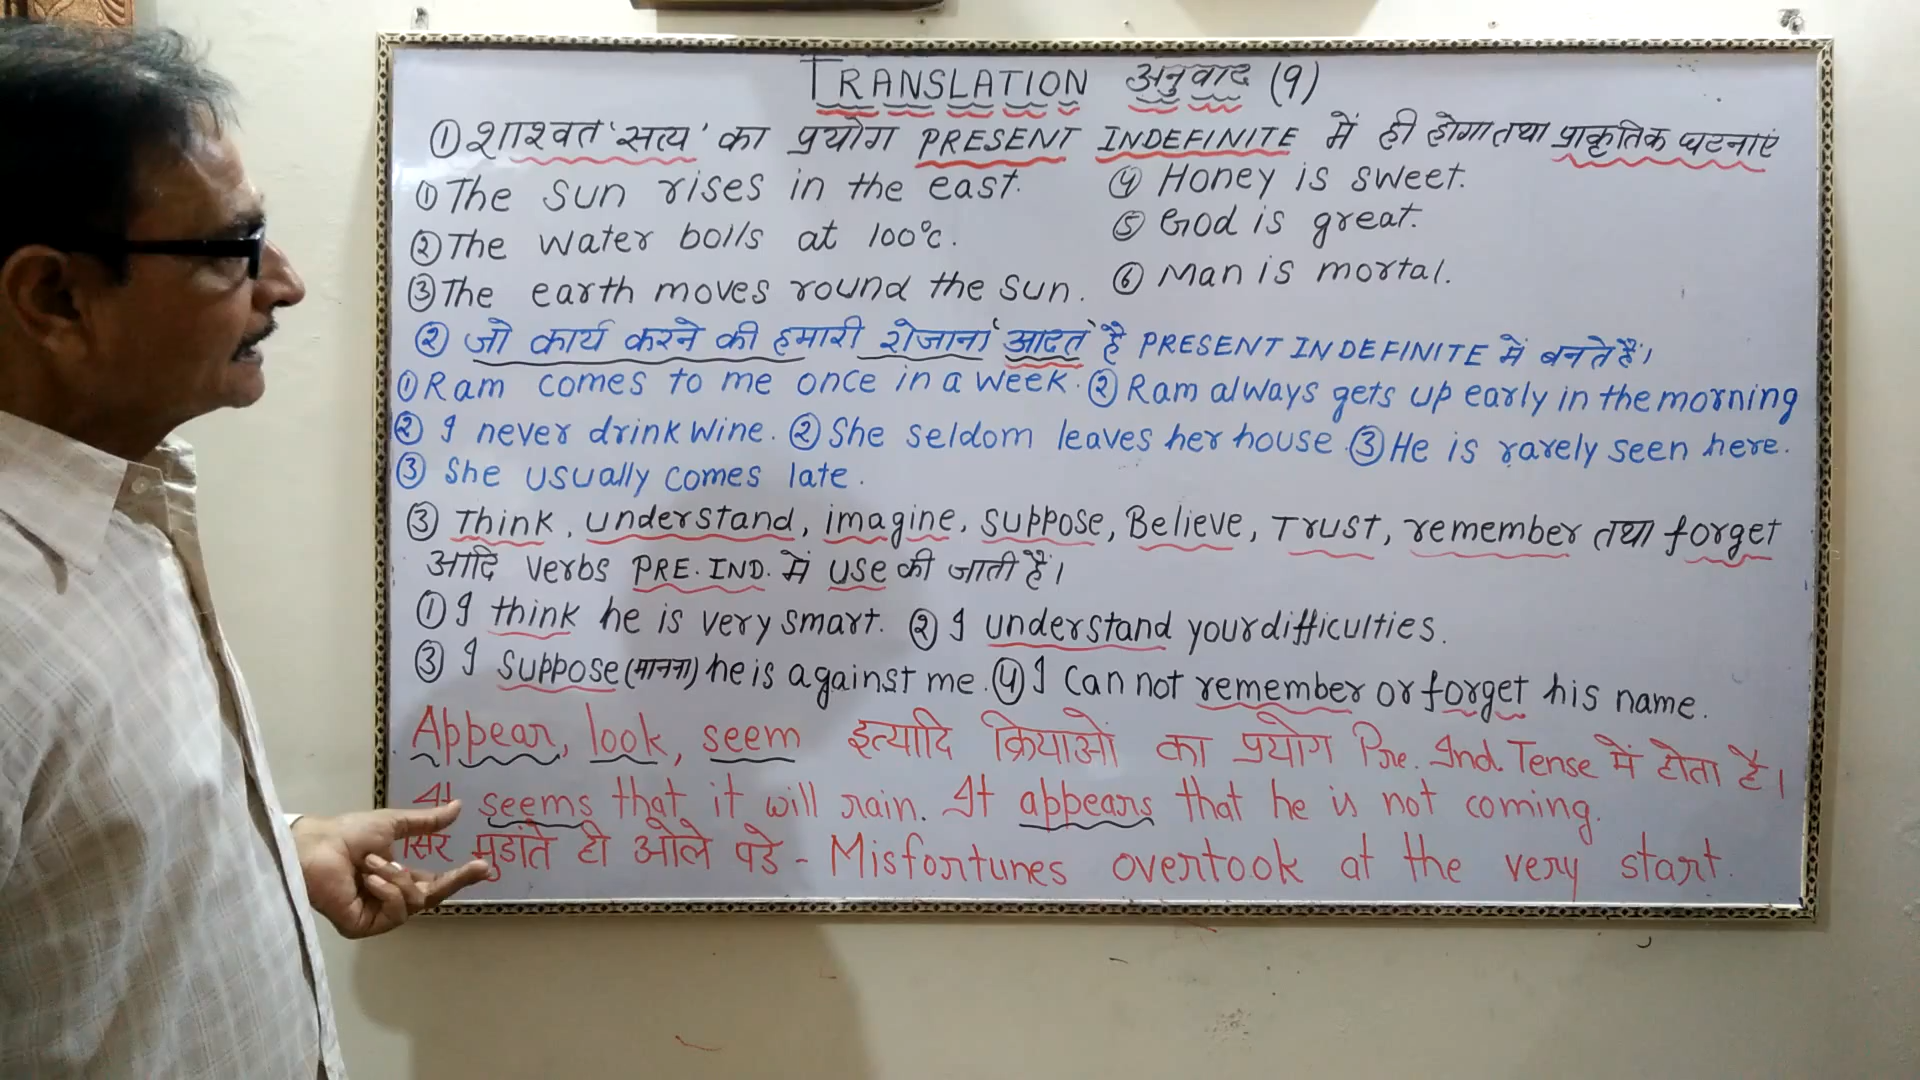 TRANSLATION अनुवाद (9)
① शाश्वत 'सत्य' का प्रयोग PRESENT INDEFINITE में ही होगा तथा प्राकृतिक घटनाएं
① The sun rises in the east. ④ Honey is sweet.
② The water boils at 100°c. ⑤ God is great.
③ The earth moves round the sun. ⑥ Man is mortal.
② जो कार्य करने की हमारी रोजाना 'आदत' है PRESENT INDEFINITE में बनते हैं।
① Ram comes to me once in a week. ② Ram always gets up early in the morning
② I never drink wine. ② She seldom leaves her house. ③ He is rarely seen here.
③ She usually comes late.
③ Think, understand, imagine, suppose, Believe, Trust, remember तथा forget
आदि verbs PRE. IND. में use की जाती हैं।
① I think he is very smart. ② I understand your difficulties.
③ I suppose (मानना) he is against me. ④ I can not remember or forget his name.
Appear, look, seem इत्यादि क्रियाओं का प्रयोग Pre. Ind. Tense में होता है।
It seems that it will rain. It appears that he is not coming.
सिर मुडांते ही ओले पडे - Misfortunes overtook at the very start.